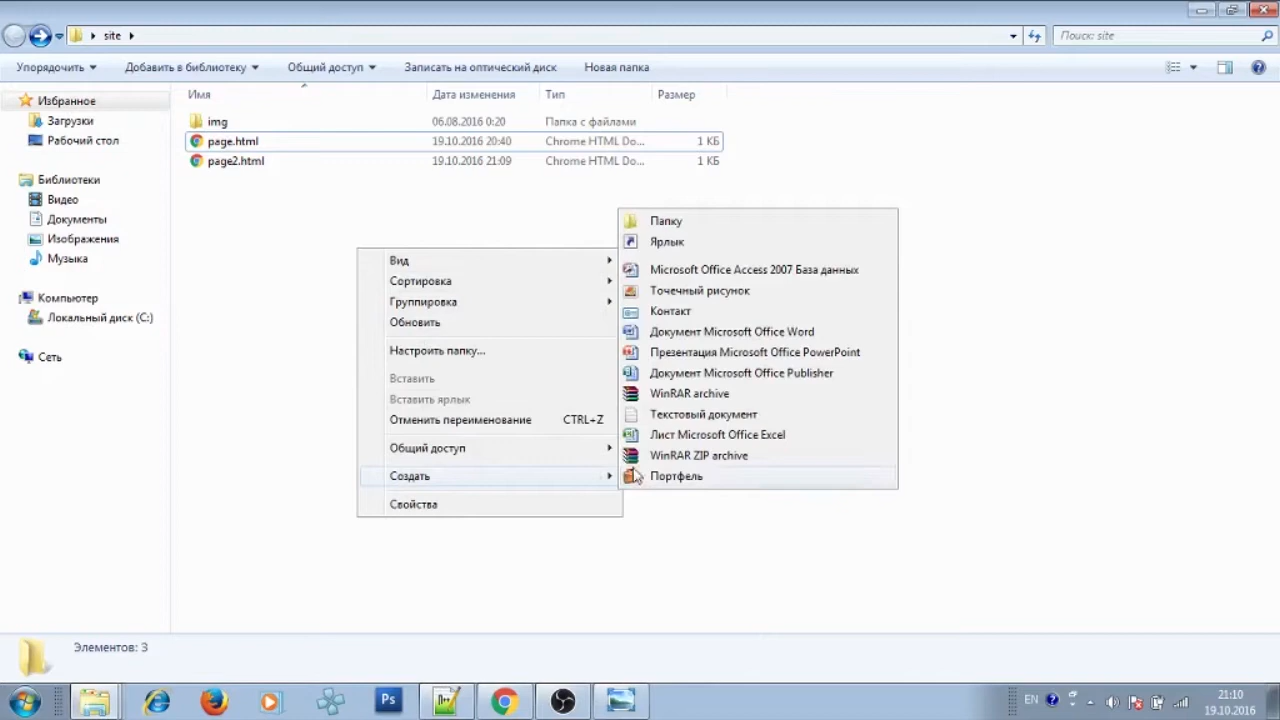 site
Поиск: site
Упорядочить
Добавить в библиотеку
Общий доступ
Записать на оптический диск
Новая папка
Избранное
Загрузки
Рабочий стол
Библиотеки
Видео
Документы
Изображения
Музыка
Компьютер
Локальный диск (C:)
Сеть
Имя Дата изменения Тип Размер
img 06.08.2016 0:20 Папка с файлами
page.html 19.10.2016 20:40 Chrome HTML Do... 1 КБ
page2.html 19.10.2016 21:09 Chrome HTML Do... 1 КБ
Вид
Сортировка
Группировка
Обновить
Настроить папку...
Вставить
Вставить ярлык
Отменить переименование CTRL+Z
Общий доступ
Создать
Свойства
Папку
Ярлык
Microsoft Office Access 2007 База данных
Точечный рисунок
Контакт
Документ Microsoft Office Word
Презентация Microsoft Office PowerPoint
Документ Microsoft Office Publisher
WinRAR archive
Текстовый документ
Лист Microsoft Office Excel
WinRAR ZIP archive
Портфель
Элементов: 3
Ps
EN
21:10
19.10.2016